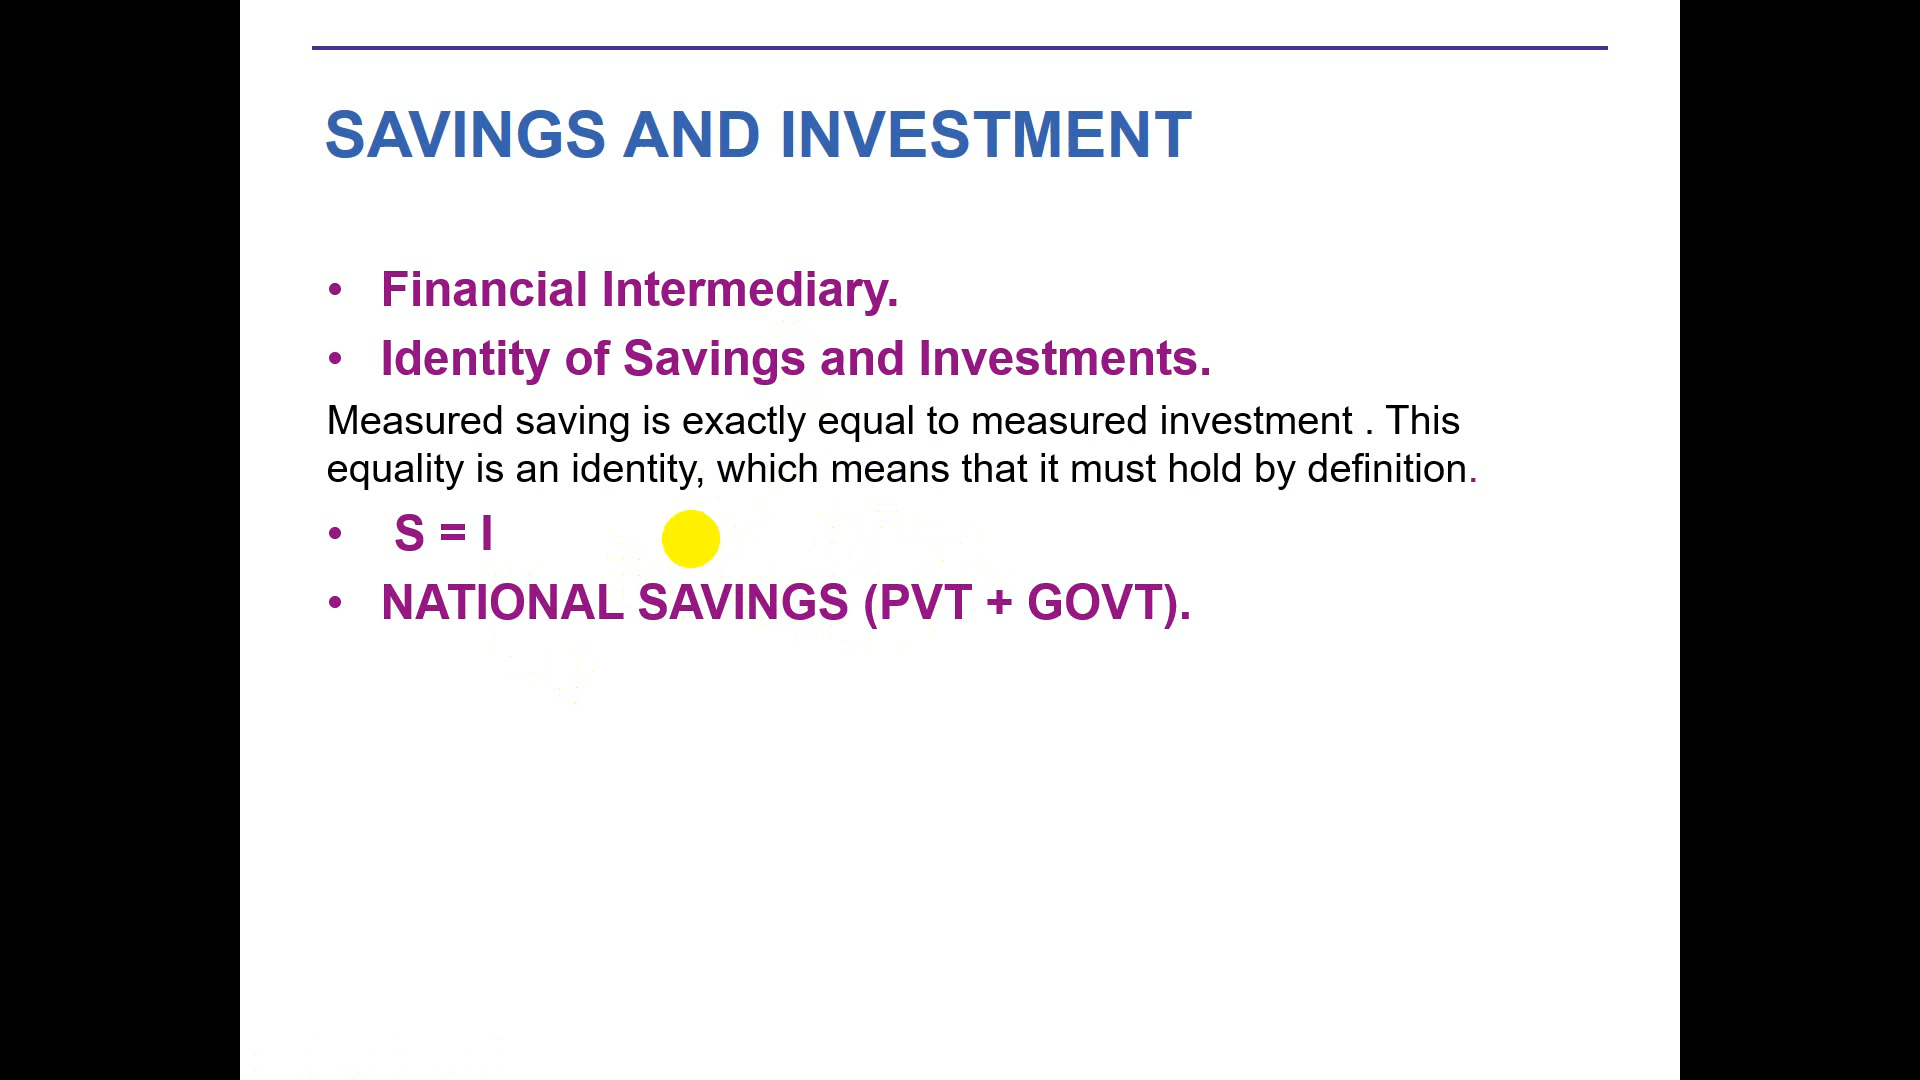 SAVINGS AND INVESTMENT
• Financial Intermediary.
• Identity of Savings and Investments.
Measured saving is exactly equal to measured investment . This
equality is an identity, which means that it must hold by definition.
• S = I
• NATIONAL SAVINGS (PVT + GOVT).